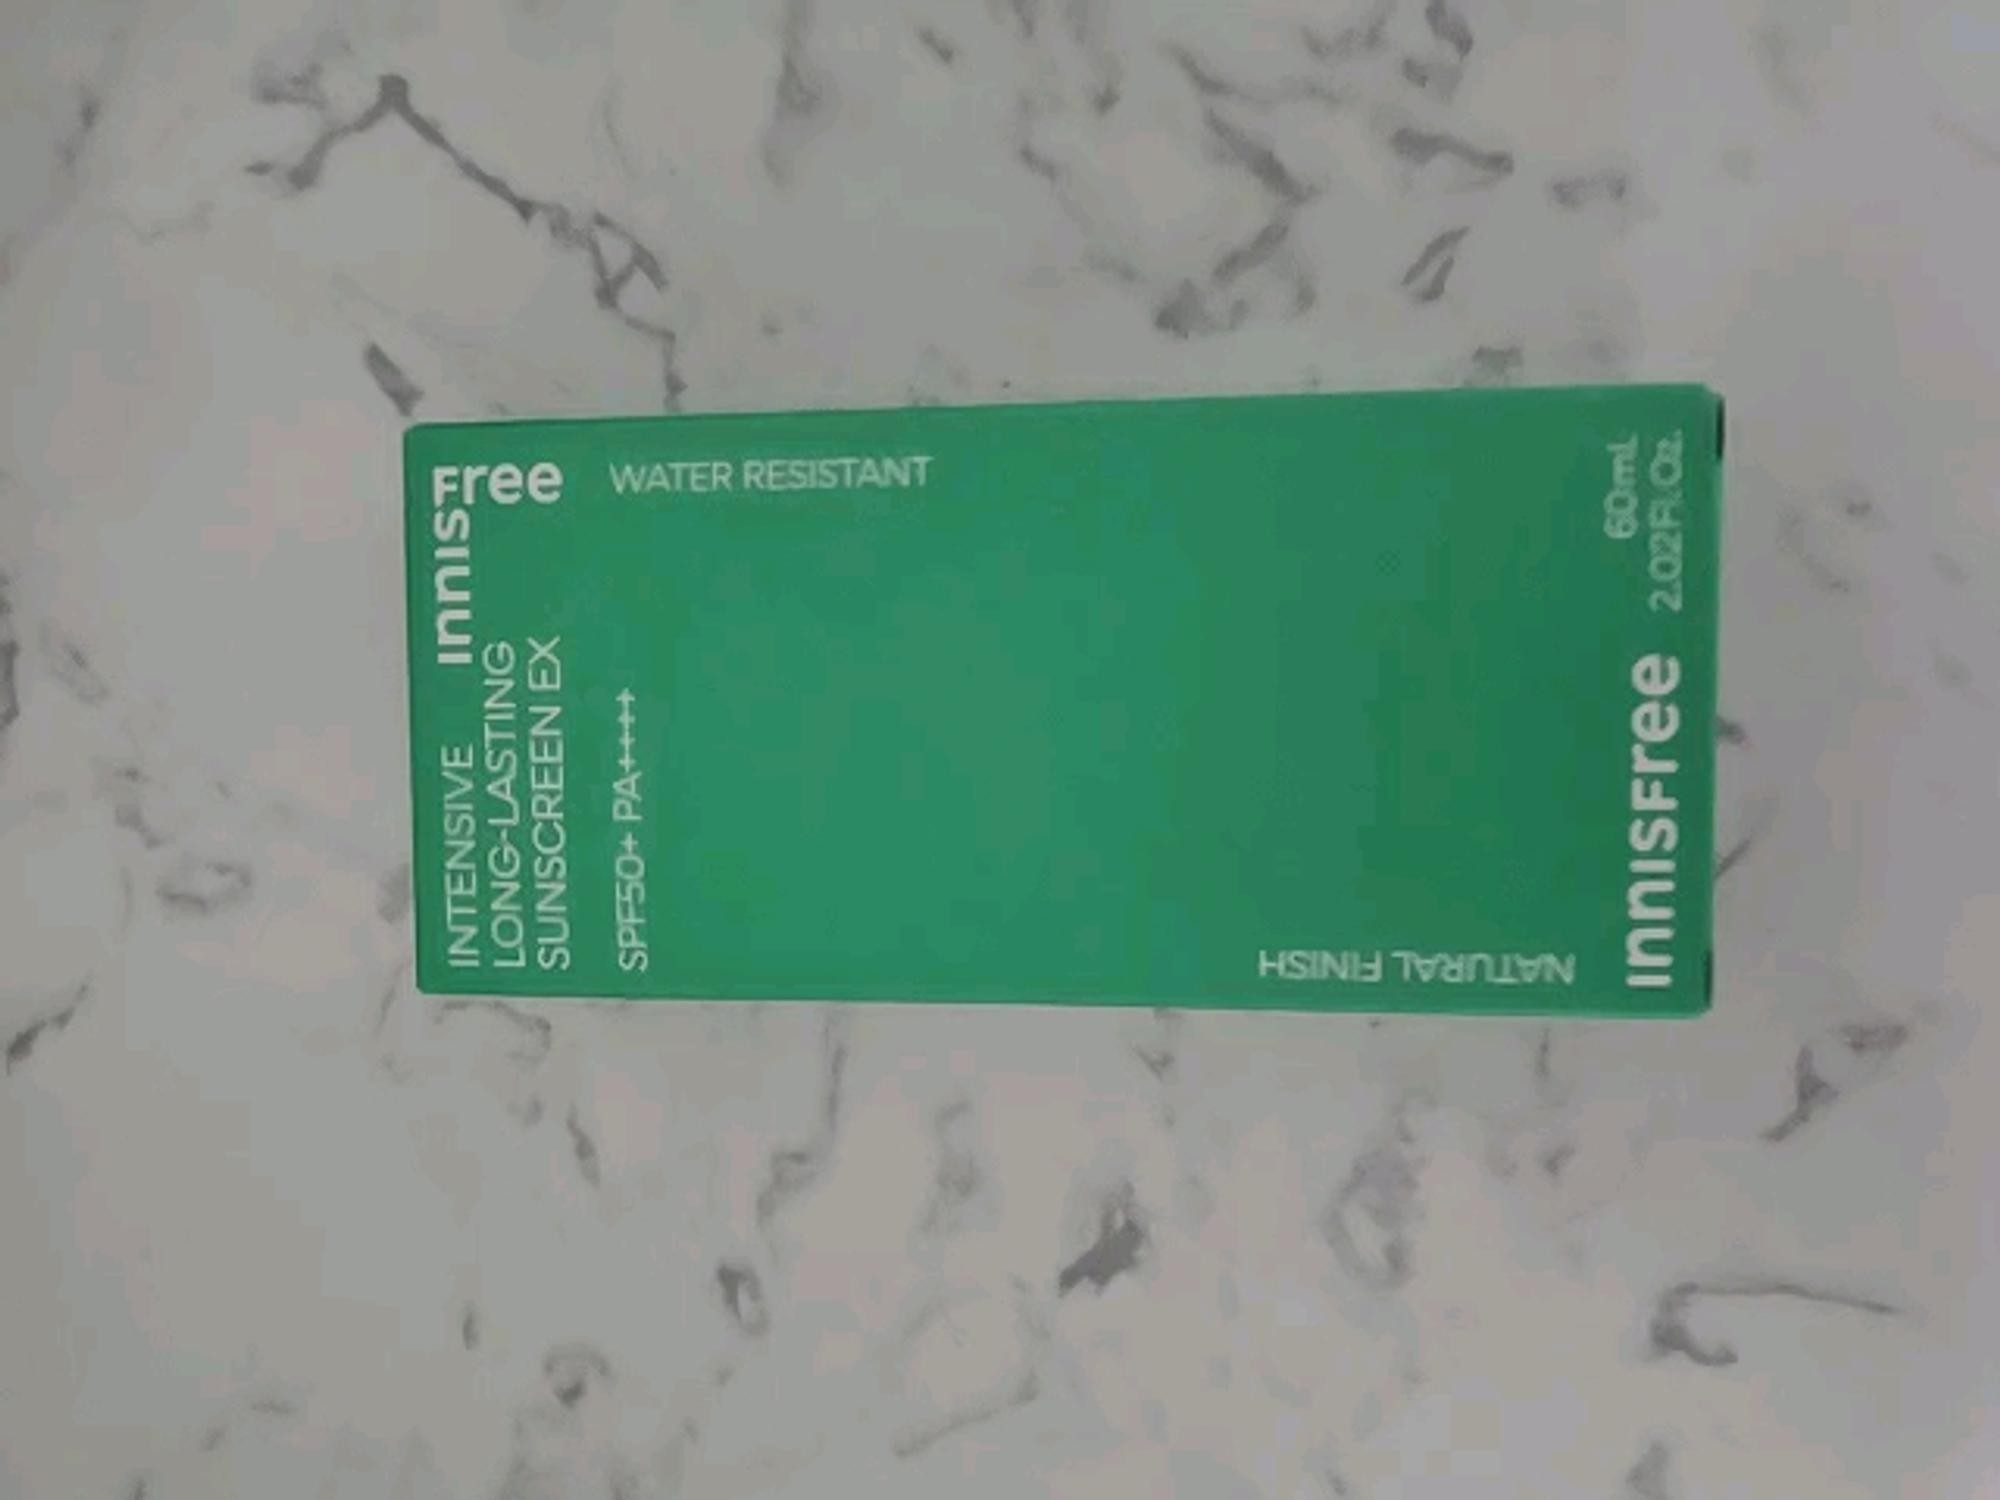 INTENSIVE
LONG-LASTING
SUNSCREEN EX
SPF50+ PA++++
INNISFree
WATER RESISTANT
NATURAL FINISH
INNISFree
60mL
2.02Fl.Oz.